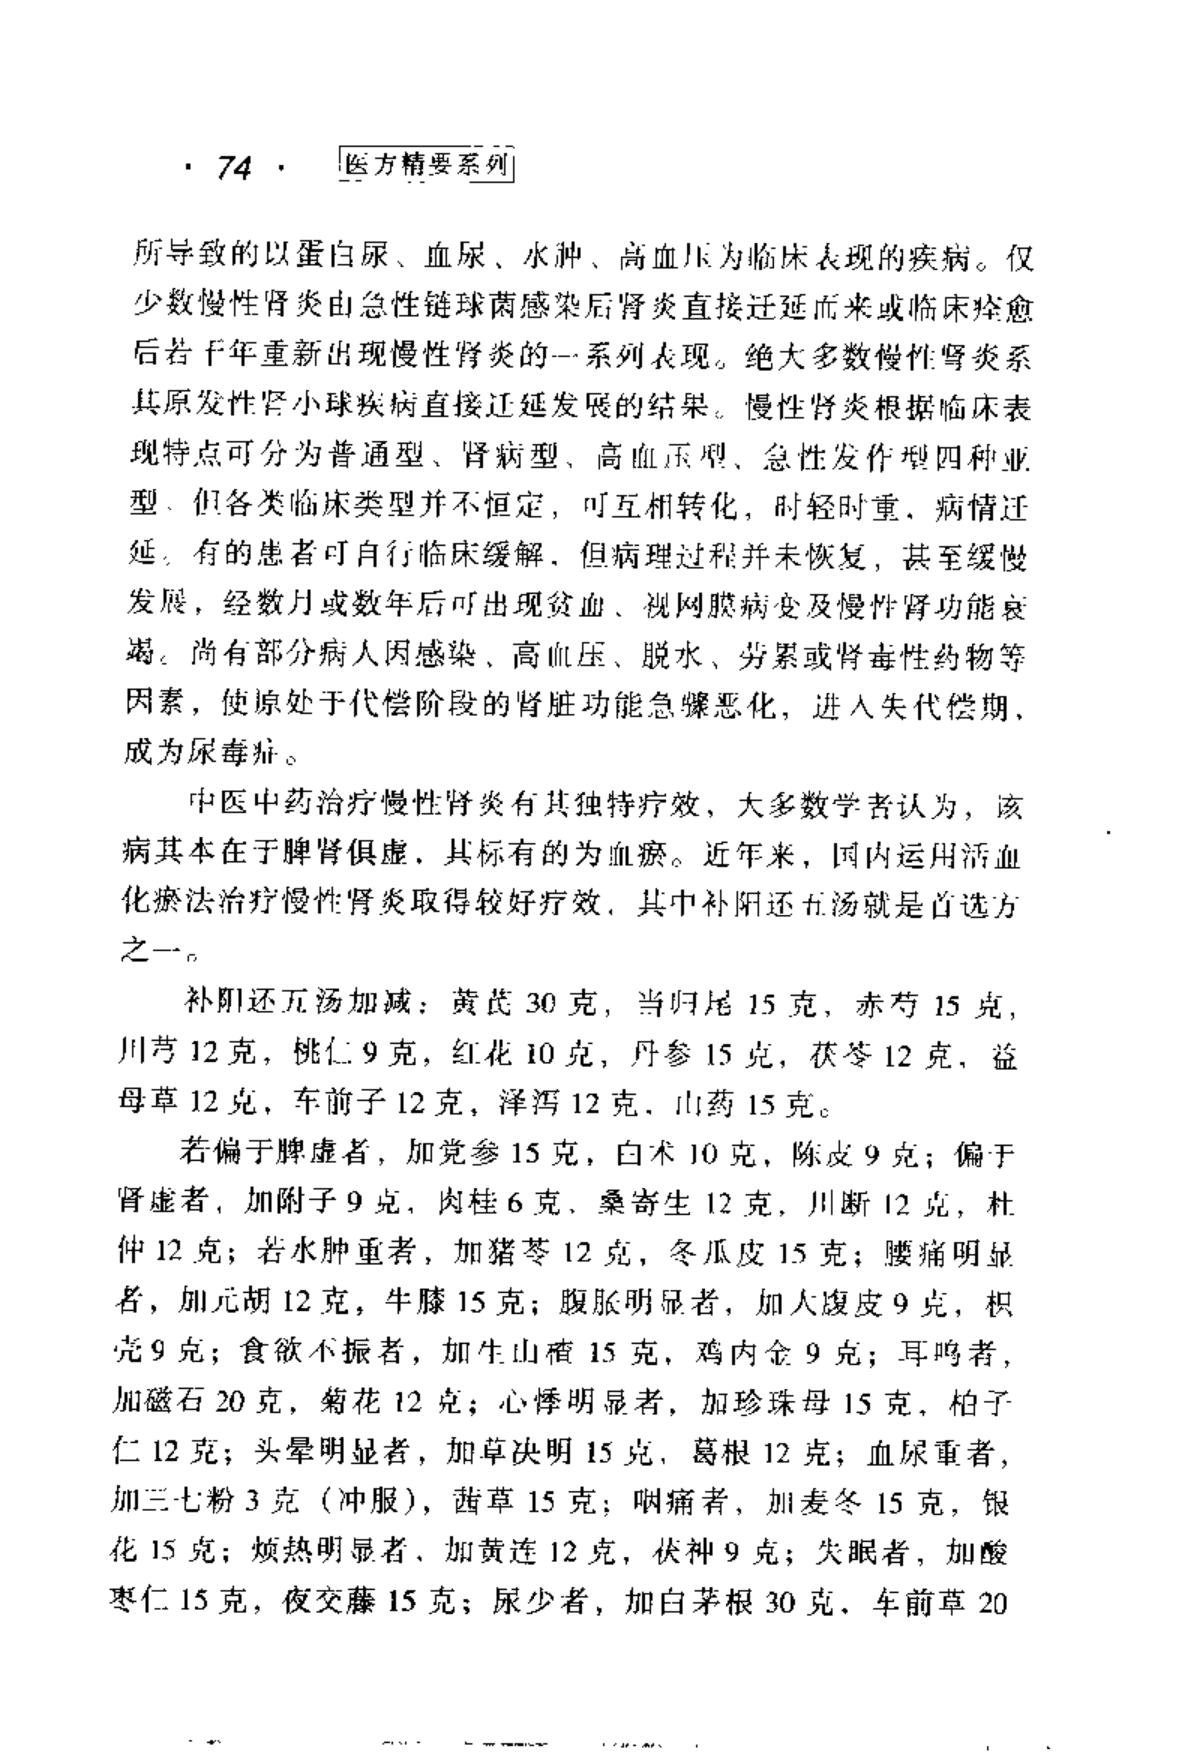 · 74 · 医方精要系列
所导致的以蛋白尿、血尿、水肿、高血压为临床表现的疾病。仅
少数慢性肾炎由急性链球菌感染后肾炎直接迁延而来或临床痊愈
后若干年重新出现慢性肾炎的一系列表现。绝大多数慢性肾炎系
其原发性肾小球疾病直接迁延发展的结果。慢性肾炎根据临床表
现特点可分为普通型、肾病型、高血压型、急性发作型四种亚
型、但各类临床类型并不恒定，可互相转化，时轻时重，病情迁
延。有的患者可自行临床缓解，但病理过程并未恢复，甚至缓慢
发展，经数月或数年后可出现贫血、视网膜病变及慢性肾功能衰
竭。尚有部分病人因感染、高血压、脱水、劳累或肾毒性药物等
因素，使原处于代偿阶段的肾脏功能急骤恶化，进入失代偿期，
成为尿毒症。
中医中药治疗慢性肾炎有其独特疗效，大多数学者认为，该
病其本在于脾肾俱虚，其标有的为血瘀。近年来，国内运用活血
化瘀法治疗慢性肾炎取得较好疗效，其中补阳还五汤就是首选方
之一。
补阳还五汤加减：黄芪 30 克，当归尾 15 克，赤芍 15 克，
川芎 12 克，桃仁 9 克，红花 10 克，丹参 15 克，茯苓 12 克，益
母草 12 克，车前子 12 克，泽泻 12 克，山药 15 克。
若偏于脾虚者，加党参 15 克，白术 10 克，陈皮 9 克；偏于
肾虚者，加附子 9 克，肉桂 6 克、桑寄生 12 克，川断 12 克，杜
仲 12 克；若水肿重者，加猪苓 12 克，冬瓜皮 15 克；腰痛明显
者，加元胡 12 克，牛膝 15 克；腹胀明显者，加大腹皮 9 克，枳
壳 9 克；食欲不振者，加生山楂 15 克，鸡内金 9 克；耳鸣者，
加磁石 20 克，菊花 12 克；心悸明显者，加珍珠母 15 克，柏子
仁 12 克；头晕明显者，加草决明 15 克，葛根 12 克；血尿重者，
加三七粉 3 克（冲服），茜草 15 克；咽痛者，加麦冬 15 克，银
花 15 克；烦热明显者，加黄连 12 克，茯神 9 克；失眠者，加酸
枣仁 15 克，夜交藤 15 克；尿少者，加白茅根 30 克，车前草 20